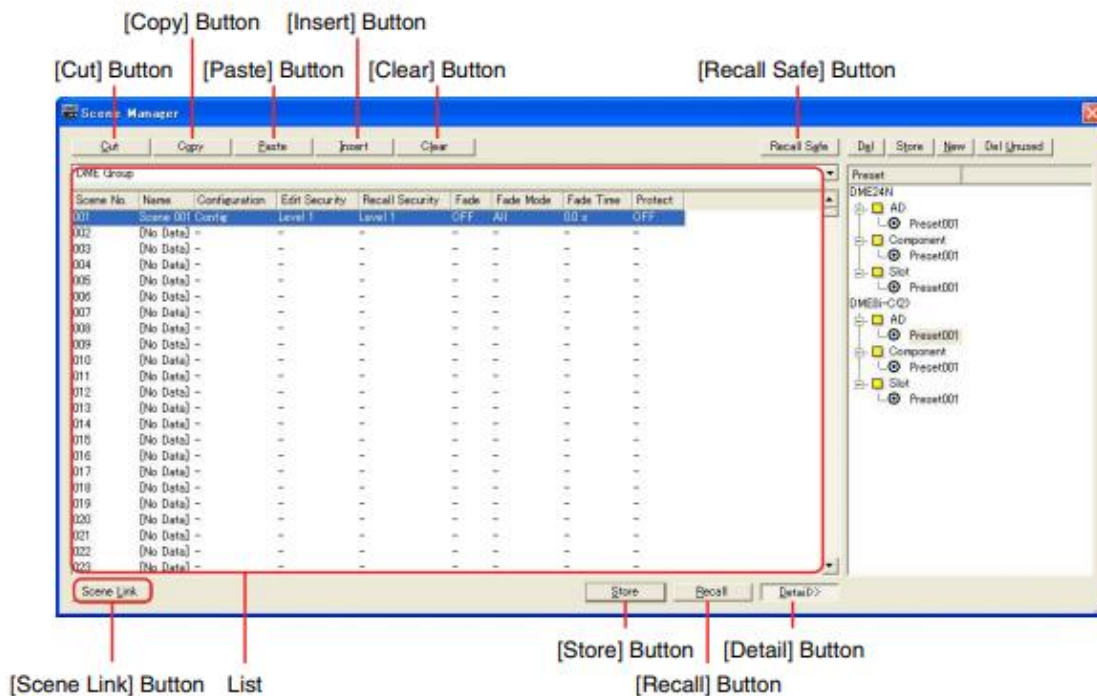 [Copy] Button [Insert] Button
[Cut] Button [Paste] Button [Clear] Button [Recall Safe] Button
Scene Manager
Cut Copy Paste Insert Clear Recall Safe Del Store New Del Unused
DME Group Preset
Scene No. Name Configuration Edit Security Recall Security Fade Fade Mode Fade Time Protect
001 Scene 001 Config Level 1 Level 1 OFF All 0.0 s OFF
002 [No Data] - - - - - - -
003 [No Data] - - - - - - -
004 [No Data] - - - - - - -
005 [No Data] - - - - - - -
006 [No Data] - - - - - - -
007 [No Data] - - - - - - -
008 [No Data] - - - - - - -
009 [No Data] - - - - - - -
010 [No Data] - - - - - - -
011 [No Data] - - - - - - -
012 [No Data] - - - - - - -
013 [No Data] - - - - - - -
014 [No Data] - - - - - - -
015 [No Data] - - - - - - -
016 [No Data] - - - - - - -
017 [No Data] - - - - - - -
018 [No Data] - - - - - - -
019 [No Data] - - - - - - -
020 [No Data] - - - - - - -
021 [No Data] - - - - - - -
022 [No Data] - - - - - - -
023 [No Data] - - - - - - -
DME24N
AD
Preset001
Component
Preset001
Slot
Preset001
DME8i-C(2)
AD
Preset001
Component
Preset001
Slot
Preset001
Scene Link Store Recall Detail>>
[Store] Button [Detail] Button
[Scene Link] Button List [Recall] Button